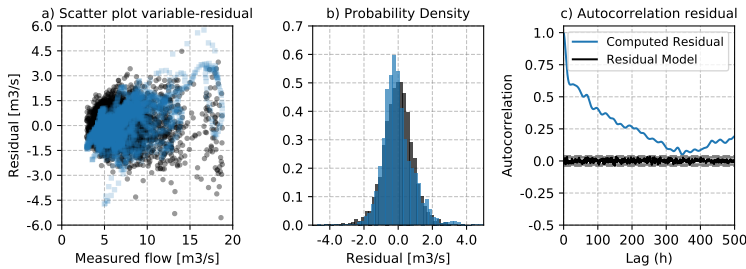 a) Scatter plot variable-residual
6.0
4.5
3.0
1.5
0.0
-1.5
-3.0
-4.5
-6.0
Residual [m3/s]
0 5 10 15 20
Measured flow [m3/s]
b) Probability Density
0.7
0.6
0.5
0.4
0.3
0.2
0.1
0.0
-4.0 -2.0 0.0 2.0 4.0
Residual [m3/s]
c) Autocorrelation residual
1.0
0.75
0.5
0.25
0.0
-0.25
-0.5
Autocorrelation
Computed Residual
Residual Model
0 100 200 300 400 500
Lag (h)